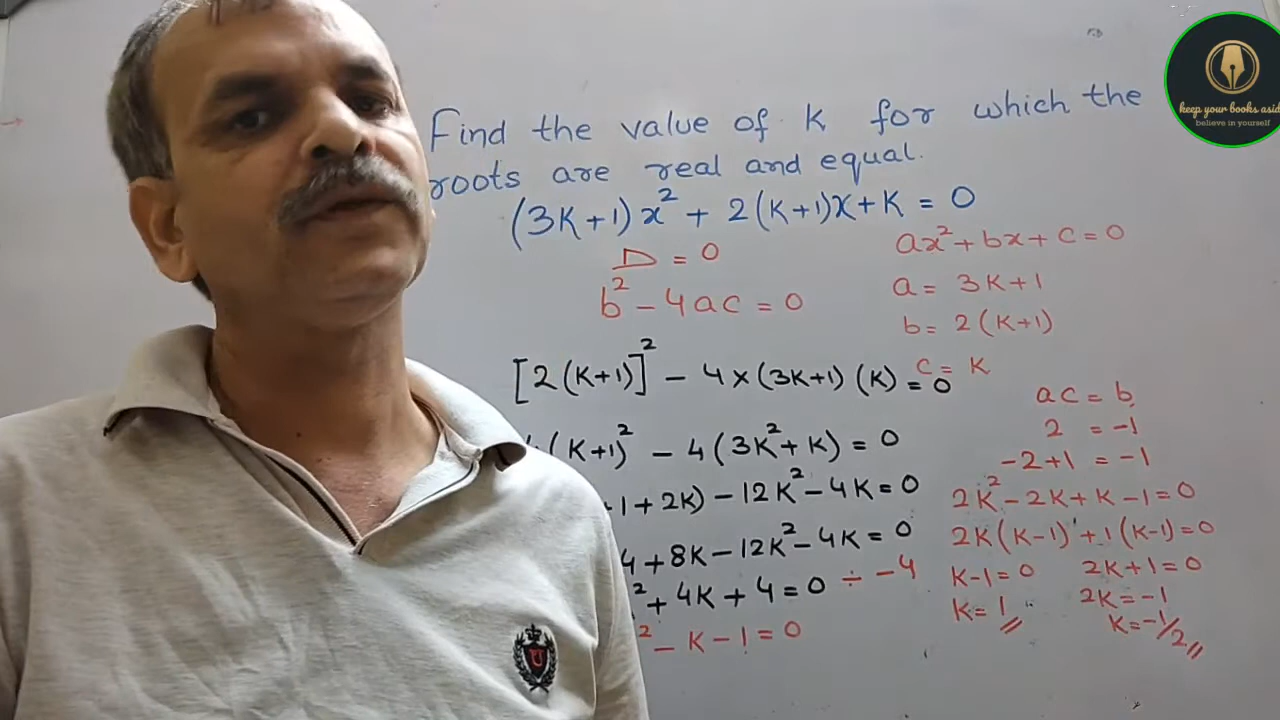 Find the value of K for which the
roots are real and equal.
(3K+1)x² + 2(K+1)x + K = 0
D = 0
b² - 4ac = 0
ax² + bx + c = 0
a = 3K+1
b = 2(K+1)
c = K
[2(K+1)]² - 4×(3K+1)(K) = 0
(K+1)² - 4(3K²+K) = 0
1+2K) - 12K² - 4K = 0
4 + 8K - 12K² - 4K = 0
² + 4K + 4 = 0 ÷ -4
² - K - 1 = 0
ac = b
2 = -1
-2+1 = -1
2K² - 2K + K - 1 = 0
2K(K-1) + 1(K-1) = 0
K-1 = 0 2K+1 = 0
K = 1 2K = -1
K = -1/2
keep your books asid
believe in yourself
U